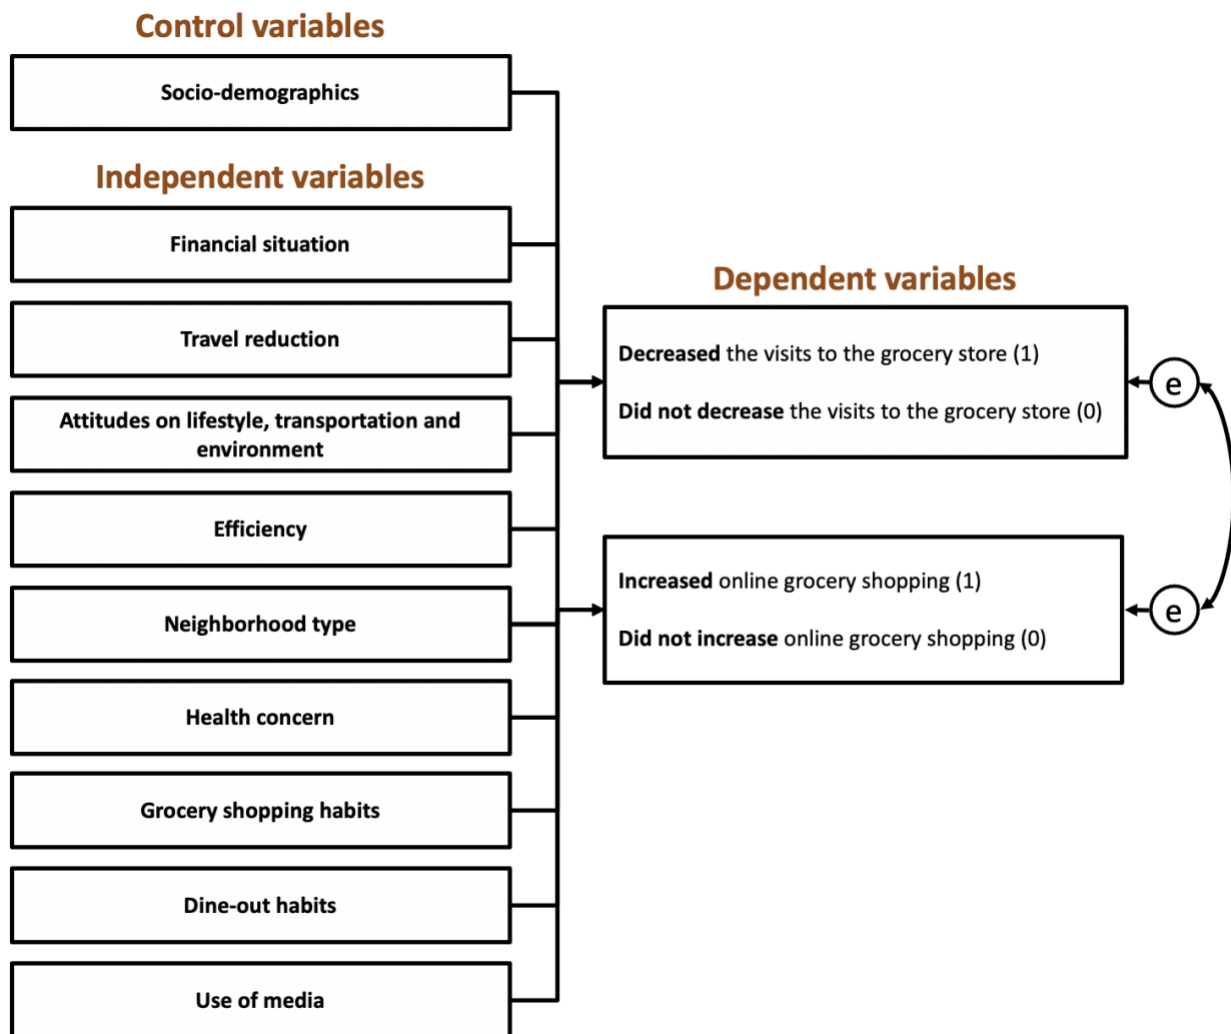 Control variables
Socio-demographics
Independent variables
Financial situation
Travel reduction
Attitudes on lifestyle, transportation and
environment
Efficiency
Neighborhood type
Health concern
Grocery shopping habits
Dine-out habits
Use of media
Dependent variables
Decreased the visits to the grocery store (1)
Did not decrease the visits to the grocery store (0)
e
Increased online grocery shopping (1)
Did not increase online grocery shopping (0)
e